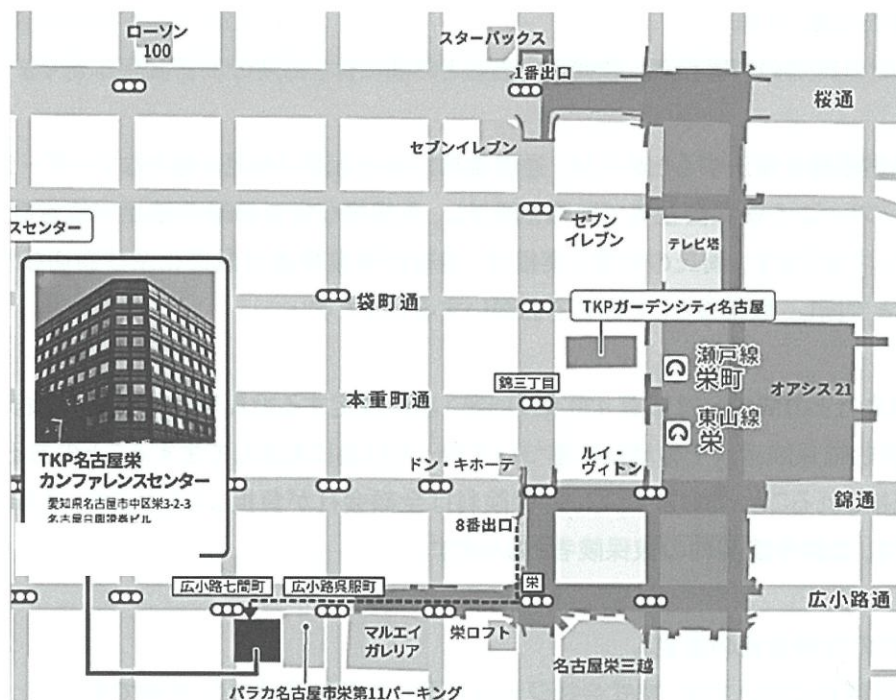 ローソン
100
スターバックス
1番出口
桜通
セブンイレブン
スセンター
セブン
イレブン
テレビ塔
袋町通
TKPガーデンシティ名古屋
瀬戸線
栄町
オアシス21
錦三丁目
本重町通
東山線
栄
TKP名古屋栄
カンファレンスセンター
愛知県名古屋市中区栄3-2-3
ドン・キホーテ
ルイ・
ヴィトン
錦通
8番出口
広小路七間町
広小路呉服町
栄
広小路通
マルエイ
ガレリア
栄ロフト
名古屋栄三越
パラカ名古屋市栄第11パーキング